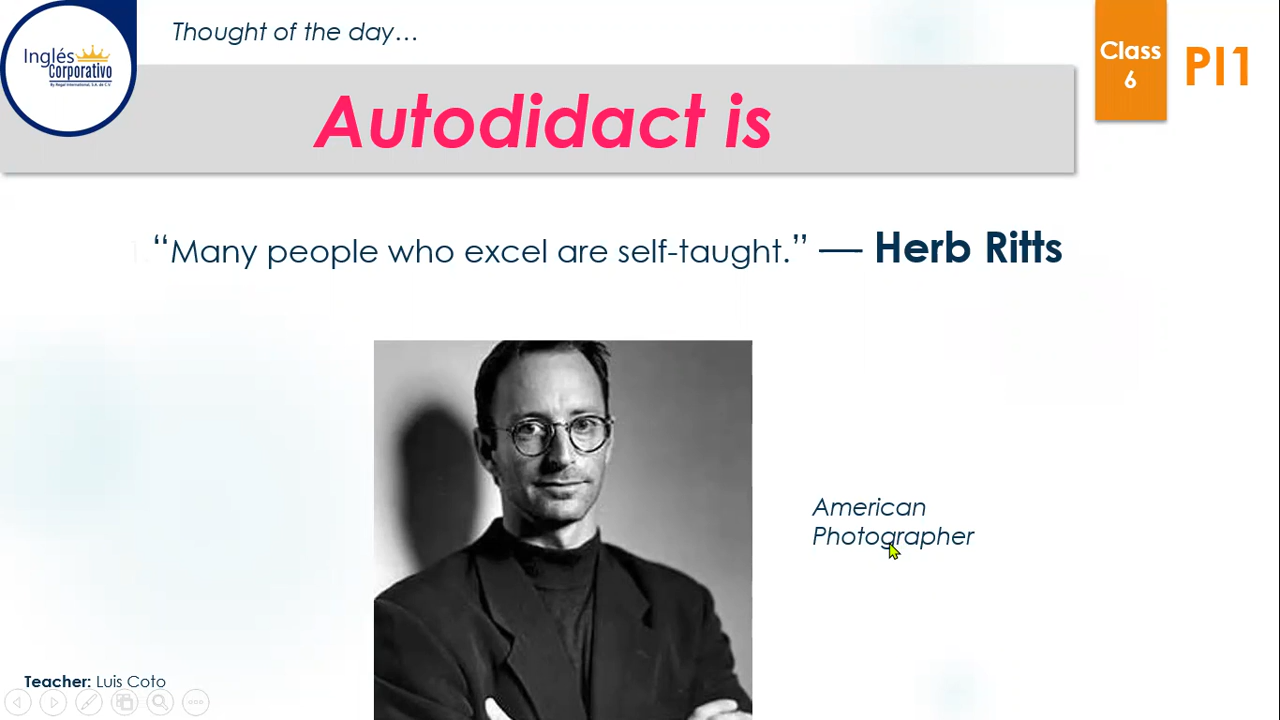 Thought of the day…
Inglés
Corporativo
Class
6
PI1
Autodidact is
“Many people who excel are self-taught.” — Herb Ritts
American
Photographer
Teacher: Luis Coto